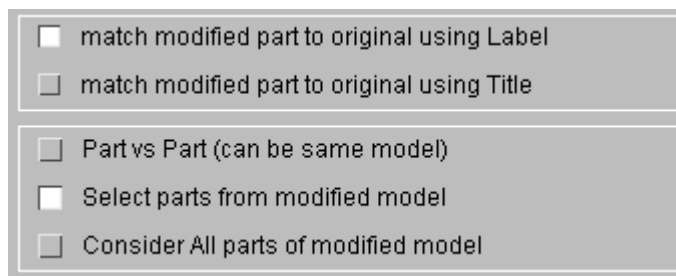 match modified part to original using Label
match modified part to original using Title
Part vs Part (can be same model)
Select parts from modified model
Consider All parts of modified model